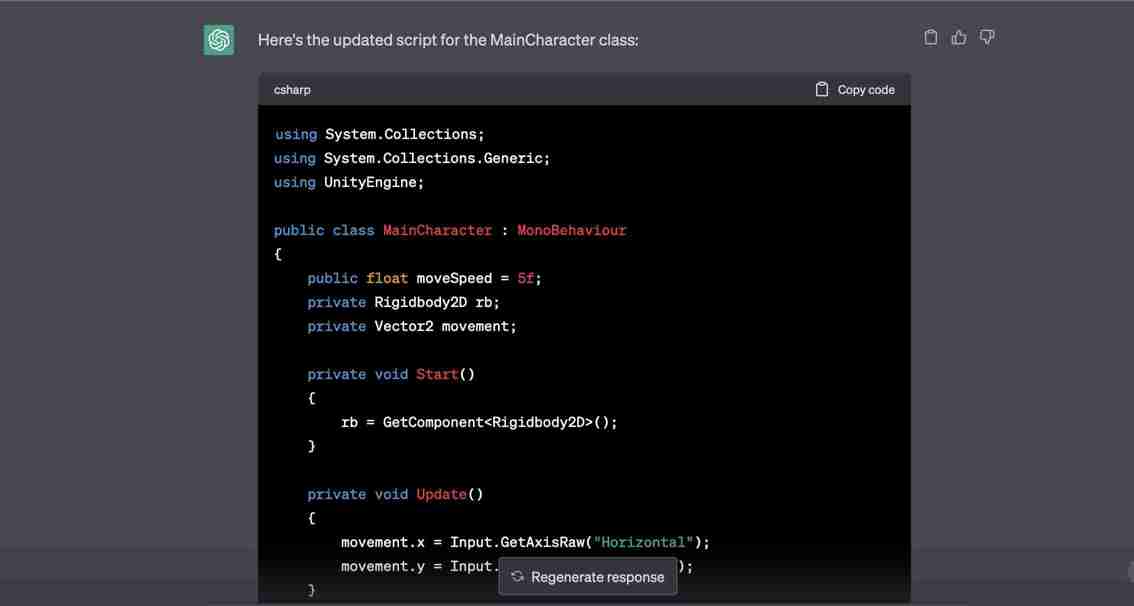 Here's the updated script for the MainCharacter class:
csharp
Copy code
using System.Collections;
using System.Collections.Generic;
using UnityEngine;
public class MainCharacter : MonoBehaviour
{
public float moveSpeed = 5f;
private Rigidbody2D rb;
private Vector2 movement;
private void Start()
{
rb = GetComponent<Rigidbody2D>();
}
private void Update()
{
movement.x = Input.GetAxisRaw("Horizontal");
movement.y = Input. );
Regenerate response
}